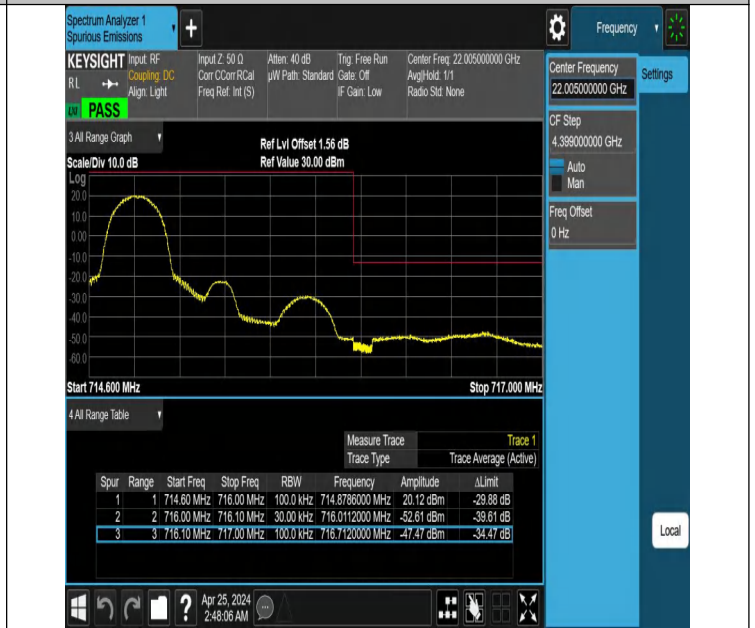 Spectrum Analyzer 1
Spurious Emissions
+
Frequency
KEYSIGHT
RL
Input: RF
Coupling: DC
Align: Light
Input Z: 50 Ω
Corr CCorr RCal
Freq Ref: Int (S)
Atten: 40 dB
µW Path: Standard
Trig: Free Run
Gate: Off
IF Gain: Low
Center Freq: 22.005000000 GHz
Avg|Hold: 1/1
Radio Std: None
PASS
Center Frequency
22.005000000 GHz
Settings
CF Step
4.399000000 GHz
Auto
Man
Freq Offset
0 Hz
3 All Range Graph
Ref Lvl Offset 1.56 dB
Scale/Div 10.0 dB
Ref Value 30.00 dBm
Log
20.0
10.0
0.00
-10.0
-20.0
-30.0
-40.0
-50.0
-60.0
Start 714.600 MHz
Stop 717.000 MHz
4 All Range Table
Measure Trace Trace 1
Trace Type Trace Average (Active)
Spur Range Start Freq Stop Freq RBW Frequency Amplitude ΔLimit
1 1 714.60 MHz 716.00 MHz 100.0 kHz 714.8786000 MHz 20.12 dBm -29.88 dB
2 2 716.00 MHz 716.10 MHz 30.00 kHz 716.0112000 MHz -52.61 dBm -39.61 dB
3 3 716.10 MHz 717.00 MHz 100.0 kHz 716.7120000 MHz -47.47 dBm -34.47 dB
Local
?
Apr 25, 2024
2:48:06 AM